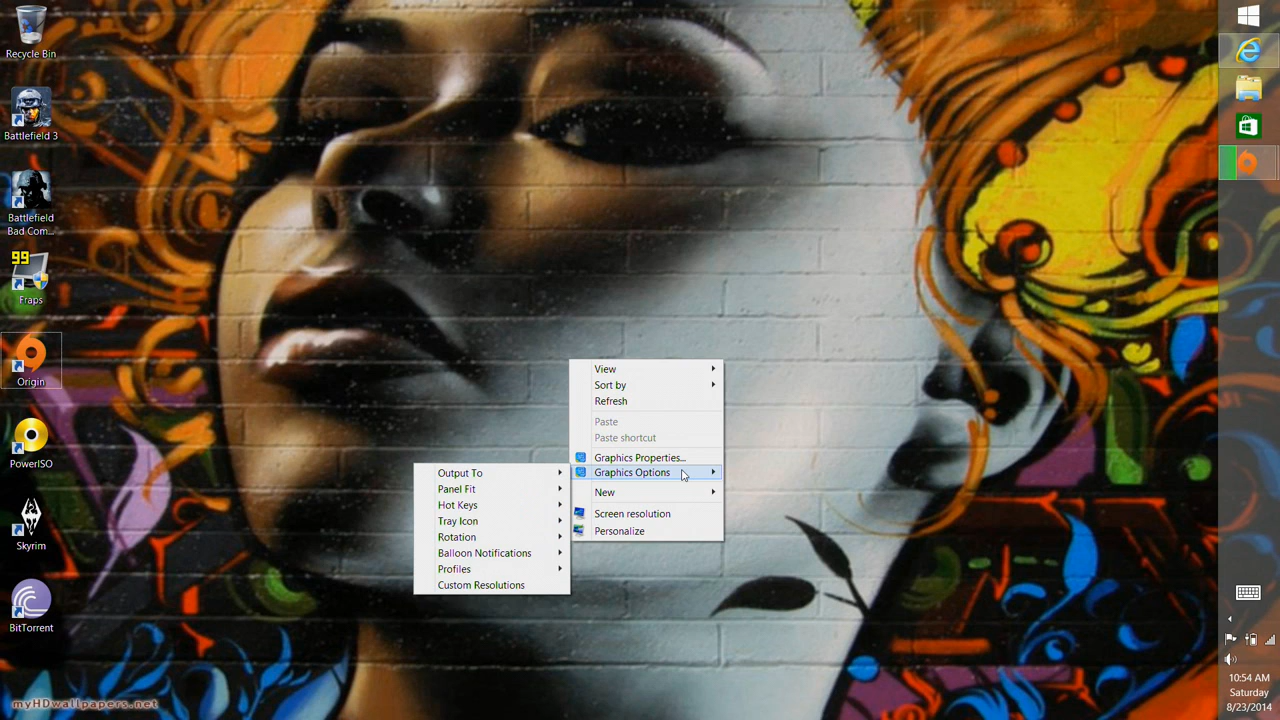 Recycle Bin
Battlefield 3
Battlefield
Bad Com...
99
Fraps
Origin
PowerISO
Skyrim
BitTorrent
View
Sort by
Refresh
Paste
Paste shortcut
Graphics Properties...
Graphics Options
New
Screen resolution
Personalize
Output To
Panel Fit
Hot Keys
Tray Icon
Rotation
Balloon Notifications
Profiles
Custom Resolutions
10:54 AM
Saturday
8/23/2014
myHDwallpapers.net